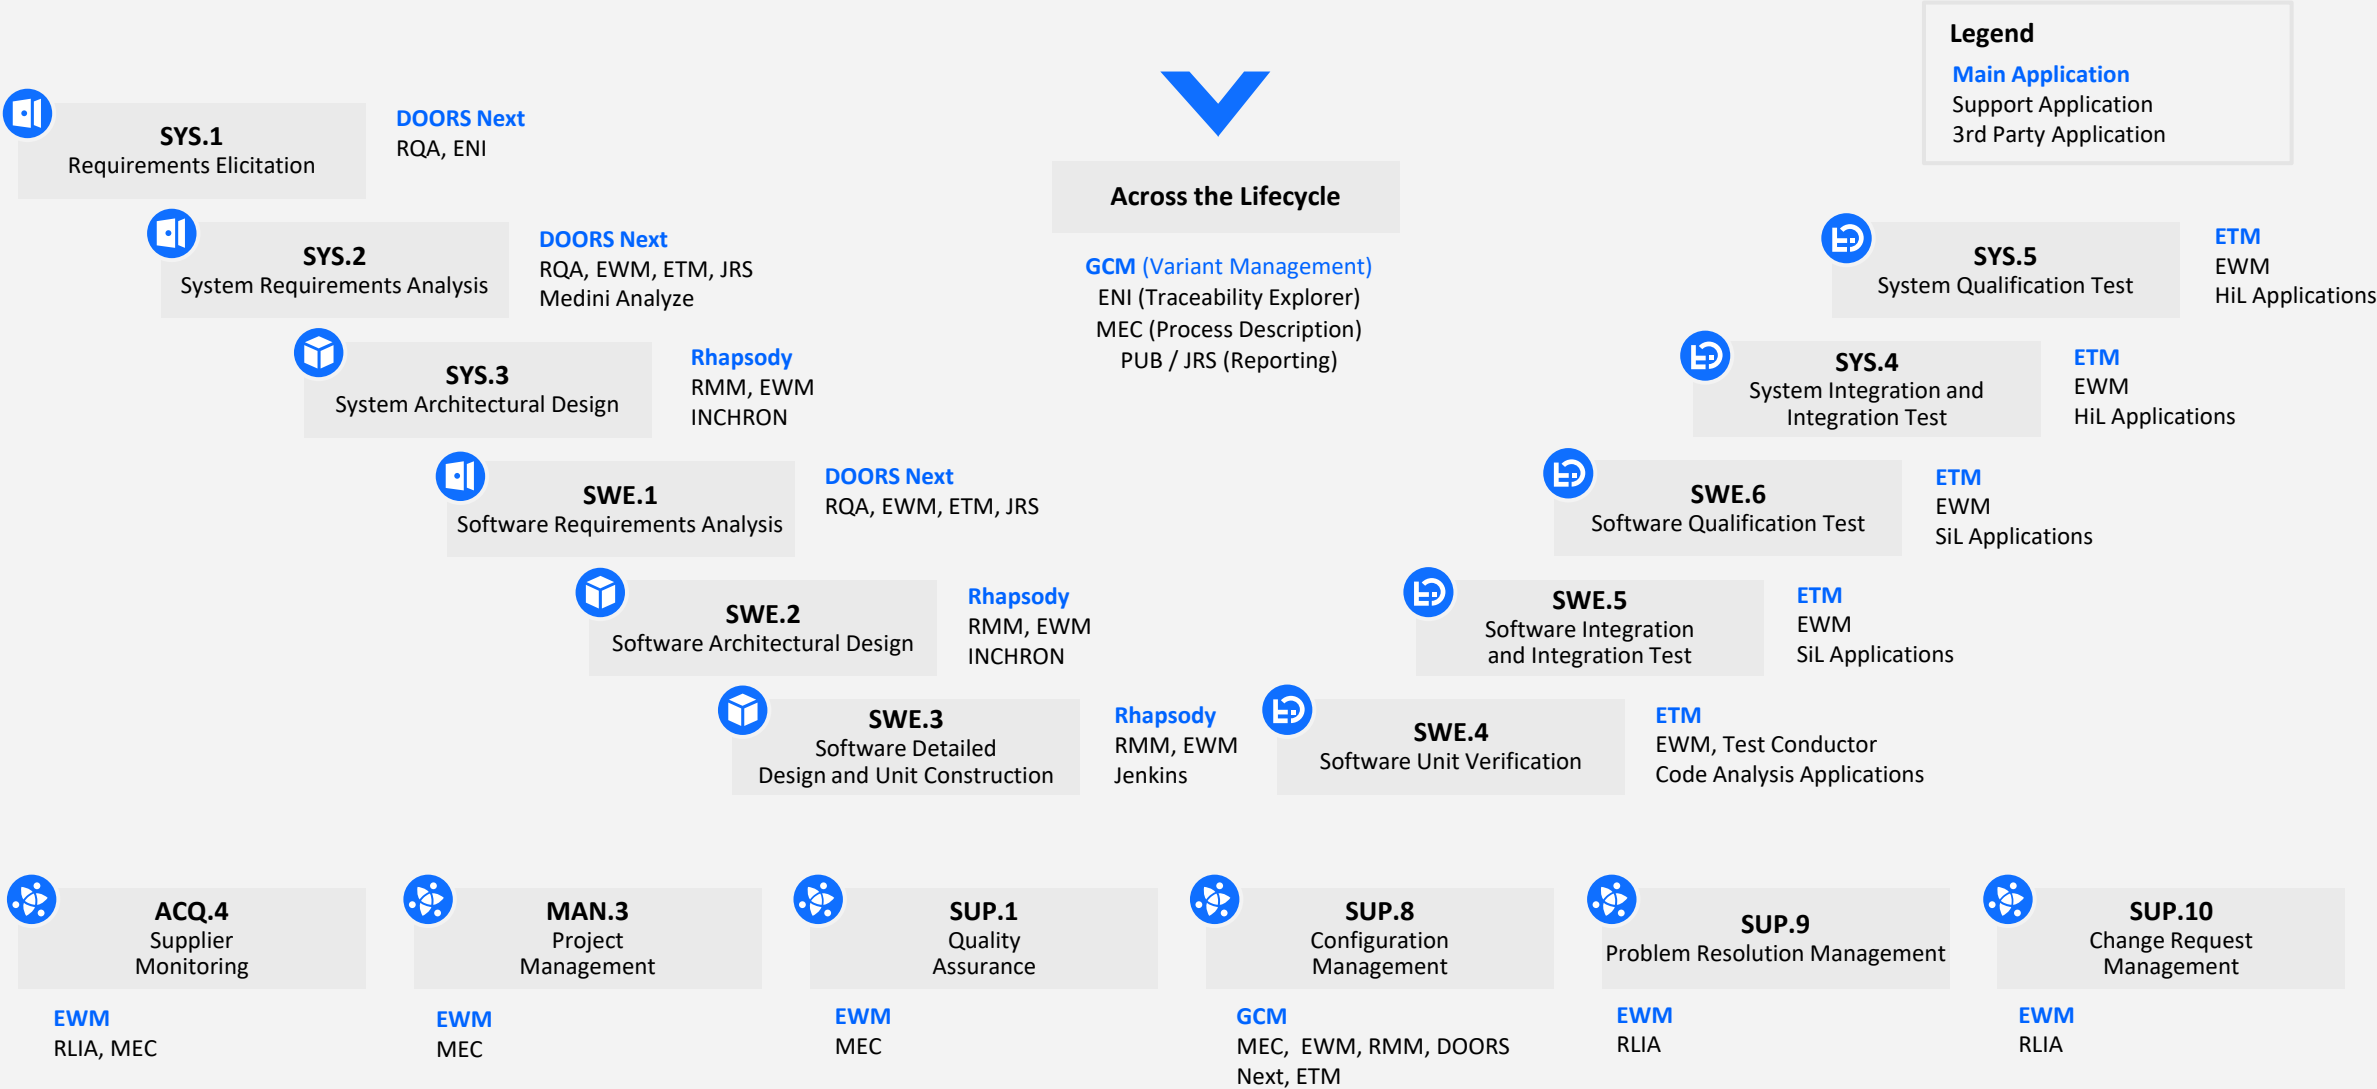 Legend
Main Application
Support Application
3rd Party Application
SYS.1
Requirements Elicitation
DOORS Next
RQA, ENI
SYS.2
System Requirements Analysis
DOORS Next
RQA, EWM, ETM, JRS
Medini Analyze
SYS.3
System Architectural Design
Rhapsody
RMM, EWM
INCHRON
SWE.1
Software Requirements Analysis
DOORS Next
RQA, EWM, ETM, JRS
SWE.2
Software Architectural Design
Rhapsody
RMM, EWM
INCHRON
SWE.3
Software Detailed
Design and Unit Construction
Rhapsody
RMM, EWM
Jenkins
Across the Lifecycle
GCM (Variant Management)
ENI (Traceability Explorer)
MEC (Process Description)
PUB / JRS (Reporting)
SYS.5
System Qualification Test
ETM
EWM
HiL Applications
SYS.4
System Integration and
Integration Test
ETM
EWM
HiL Applications
SWE.6
Software Qualification Test
ETM
EWM
SiL Applications
SWE.5
Software Integration
and Integration Test
ETM
EWM
SiL Applications
SWE.4
Software Unit Verification
ETM
EWM, Test Conductor
Code Analysis Applications
ACQ.4
Supplier
Monitoring
EWM
RLIA, MEC
MAN.3
Project
Management
EWM
MEC
SUP.1
Quality
Assurance
EWM
MEC
SUP.8
Configuration
Management
GCM
MEC, EWM, RMM, DOORS
Next, ETM
SUP.9
Problem Resolution Management
EWM
RLIA
SUP.10
Change Request
Management
EWM
RLIA